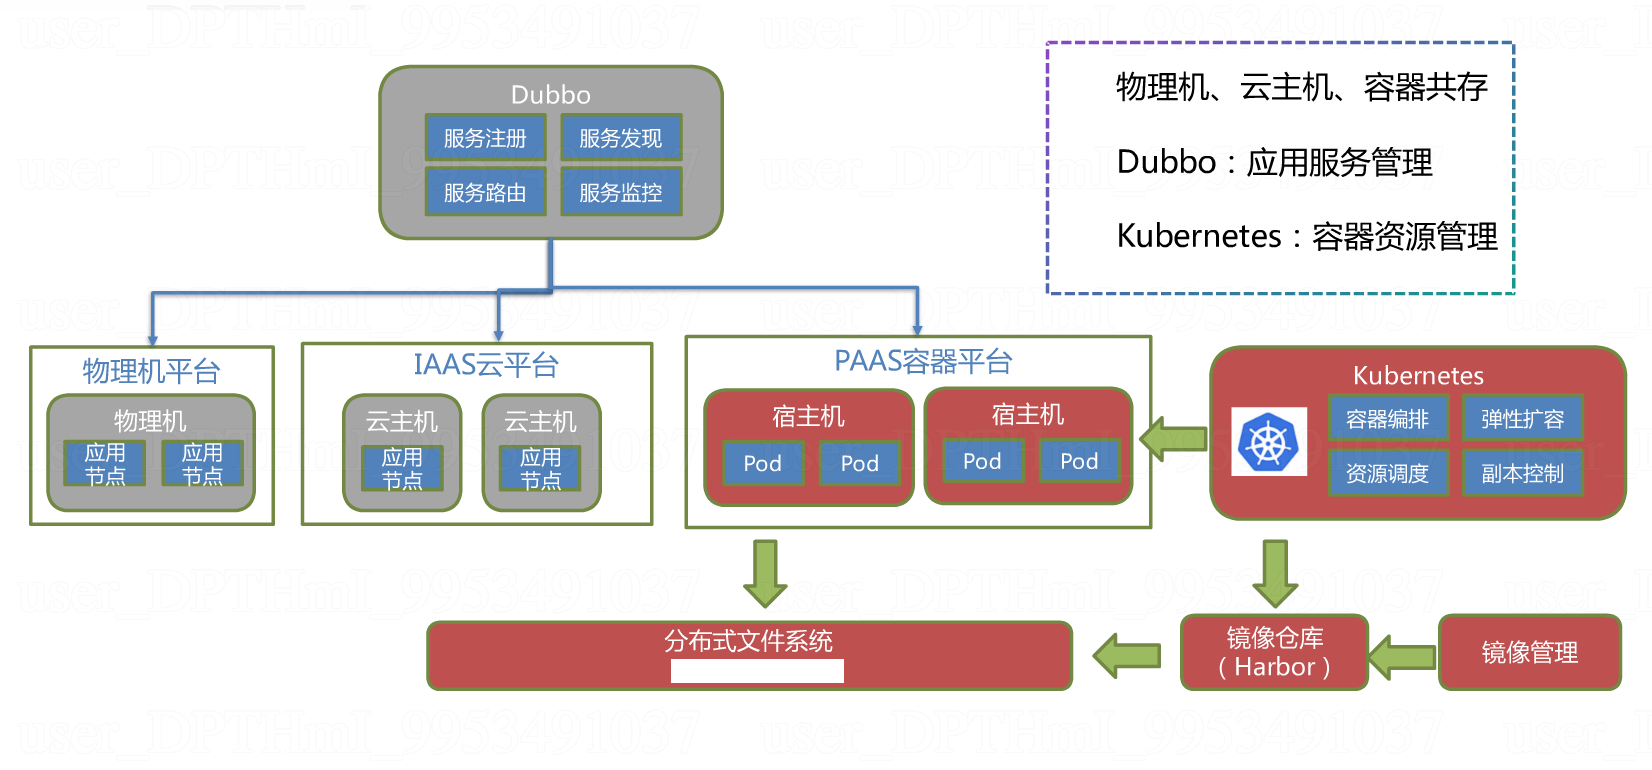 user_DPTHmI_9953491037
Dubbo
服务注册
服务发现
服务路由
服务监控
物理机、云主机、容器共存
Dubbo：应用服务管理
Kubernetes：容器资源管理
物理机平台
物理机
应用
节点
应用
节点
IAAS云平台
云主机
应用
节点
云主机
应用
节点
PAAS容器平台
宿主机
Pod
Pod
宿主机
Pod
Pod
Kubernetes
容器编排
弹性扩容
资源调度
副本控制
分布式文件系统
镜像仓库
（Harbor）
镜像管理